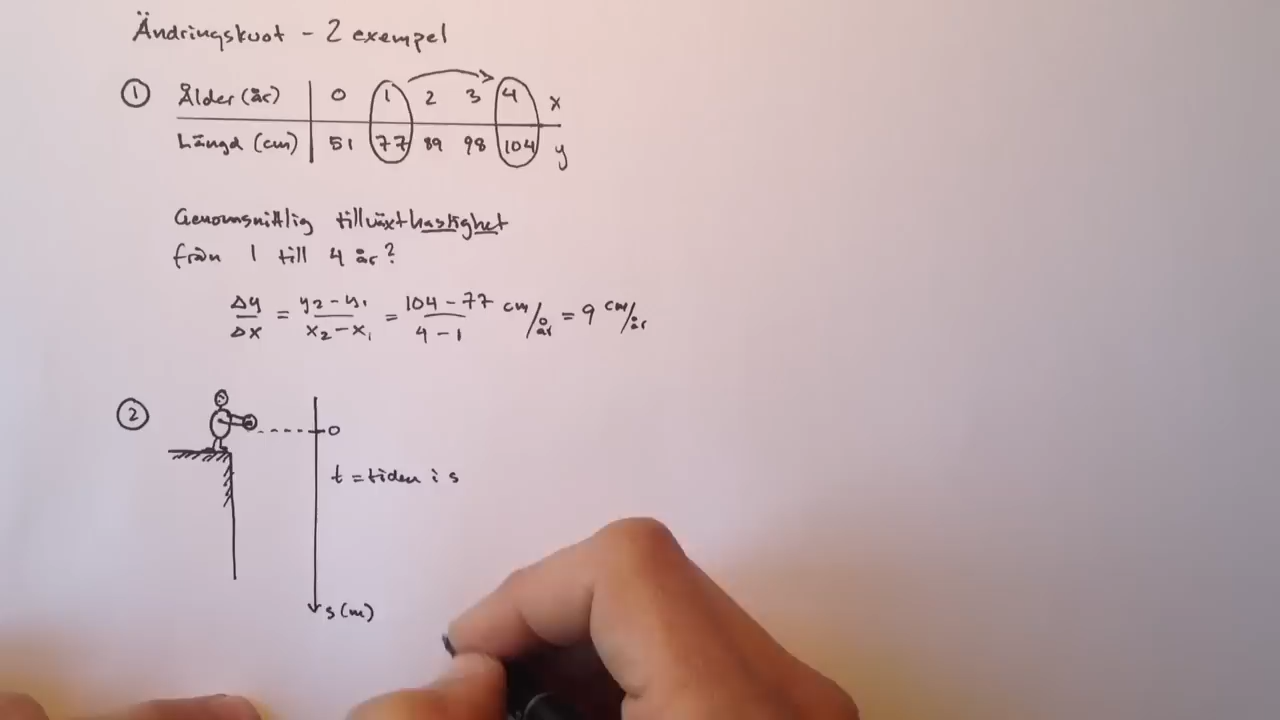 Ändringskvot - 2 exempel
① Ålder (år) 0 1 2 3 4 x
Längd (cm) 51 77 89 98 104 y
Genomsnittlig tillväxthastighet
från 1 till 4 år?
Δy/Δx = y₂-y₁/x₂-x₁ = 104-77/4-1 cm/år = 9 cm/år
②
0
t = tiden i s
s (m)